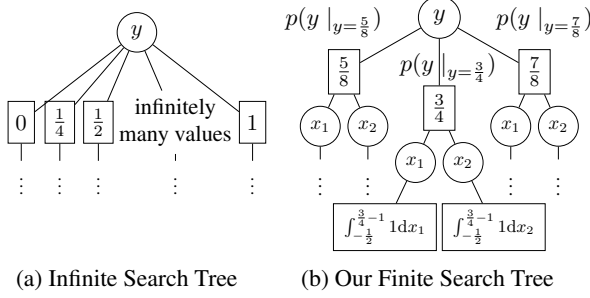 y
0 1/4 1/2 infinitely many values 1
⋮ ⋮ ⋮ ⋮ ⋮
(a) Infinite Search Tree
p(y |y=5/8) y p(y |y=7/8)
5/8 p(y |y=3/4) 7/8
3/4
x₁ x₂ x₁ x₂
x₁ x₂
⋮ ⋮ ⋮ ⋮
∫_{-1/2}^{3/4-1} 1dx₁ ∫_{-1/2}^{3/4-1} 1dx₂
(b) Our Finite Search Tree